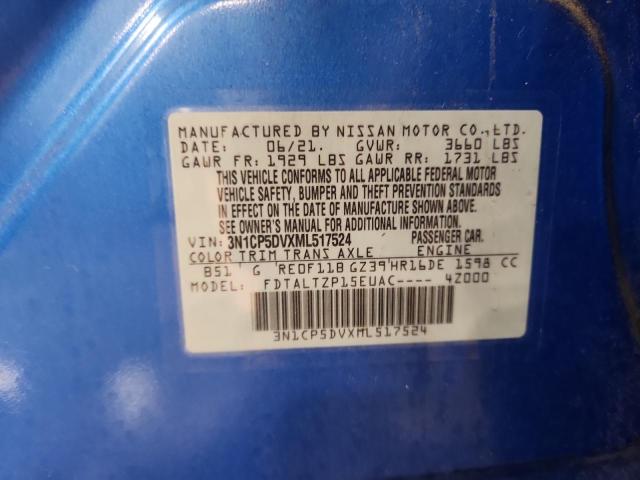 MANUFACTURED BY NISSAN MOTOR CO.,LTD.
DATE: 06/21. GVWR: 3660 LBS
GAWR FR: 1929 LBS GAWR RR: 1731 LBS
THIS VEHICLE CONFORMS TO ALL APPLICABLE FEDERAL MOTOR
VEHICLE SAFETY, BUMPER AND THEFT PREVENTION STANDARDS
IN EFFECT ON THE DATE OF MANUFACTURE SHOWN ABOVE.
SEE OWNER'S MANUAL FOR ADDITIONAL INFORMATION.
VIN: 3N1CP5DVXML517524 PASSENGER CAR.
COLOR TRIM TRANS AXLE ENGINE
B51 G RE0F11B GZ39 HR16DE 1598 CC
MODEL: FDTALTZP15EUAC---- 4Z000
3N1CP5DVXML517524